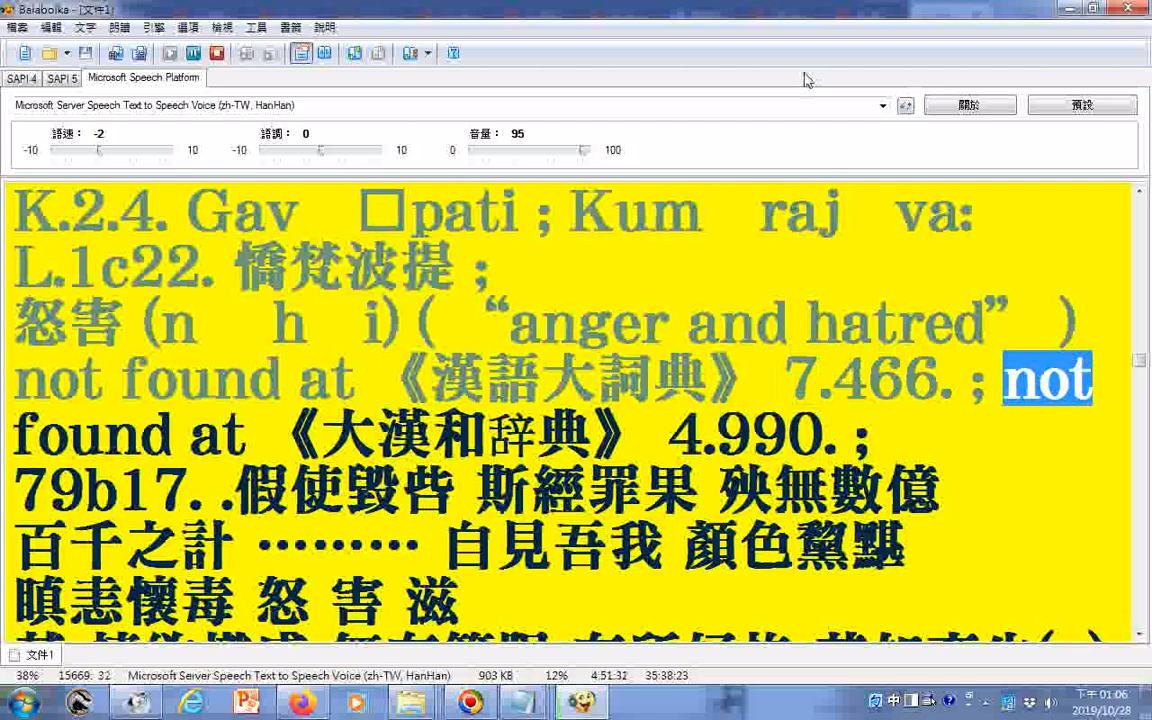 Balabolka - [文件1]
檔案 編輯 文字 朗讀 引擎 選項 檢視 工具 書籤 說明
SAPI 4 SAPI 5 Microsoft Speech Platform
Microsoft Server Speech Text to Speech Voice (zh-TW, HanHan) 關於 預設
語速： -2 語調： 0 音量： 95
-10 10 -10 10 0 100
K.2.4. Gav □pati ; Kum raj va:
L.1c22. 憍梵波提 ;
怒害 (n h i) ( “anger and hatred” )
not found at 《漢語大詞典》 7.466. ; not
found at 《大漢和辞典》 4.990. ;
79b17. .假使毀呰 斯經罪果 殃無數億
百千之計 ……… 自見吾我 顏色黧黮
瞋恚懷毒 怒 害 滋
文件1
38% 15669: 32 Microsoft Server Speech Text to Speech Voice (zh-TW, HanHan) 903 KB 12% 4:51:32 35:38:23
中 下午 01:06
2019/10/28